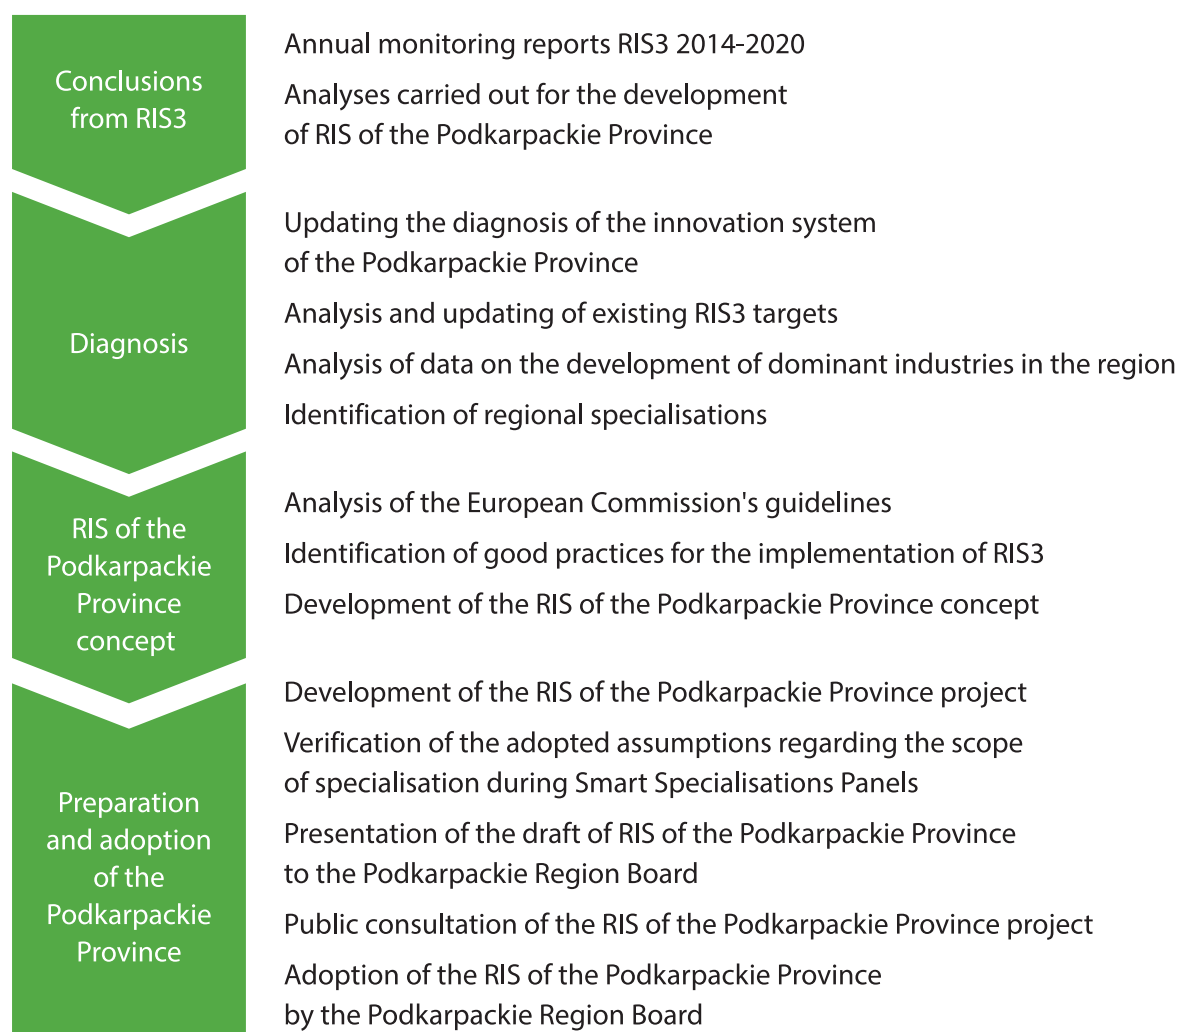 Conclusions
from RIS3
Annual monitoring reports RIS3 2014-2020
Analyses carried out for the development
of RIS of the Podkarpackie Province
Diagnosis
Updating the diagnosis of the innovation system
of the Podkarpackie Province
Analysis and updating of existing RIS3 targets
Analysis of data on the development of dominant industries in the region
Identification of regional specialisations
RIS of the
Podkarpackie
Province
concept
Analysis of the European Commission's guidelines
Identification of good practices for the implementation of RIS3
Development of the RIS of the Podkarpackie Province concept
Preparation
and adoption
of the
Podkarpackie
Province
Development of the RIS of the Podkarpackie Province project
Verification of the adopted assumptions regarding the scope
of specialisation during Smart Specialisations Panels
Presentation of the draft of RIS of the Podkarpackie Province
to the Podkarpackie Region Board
Public consultation of the RIS of the Podkarpackie Province project
Adoption of the RIS of the Podkarpackie Province
by the Podkarpackie Region Board